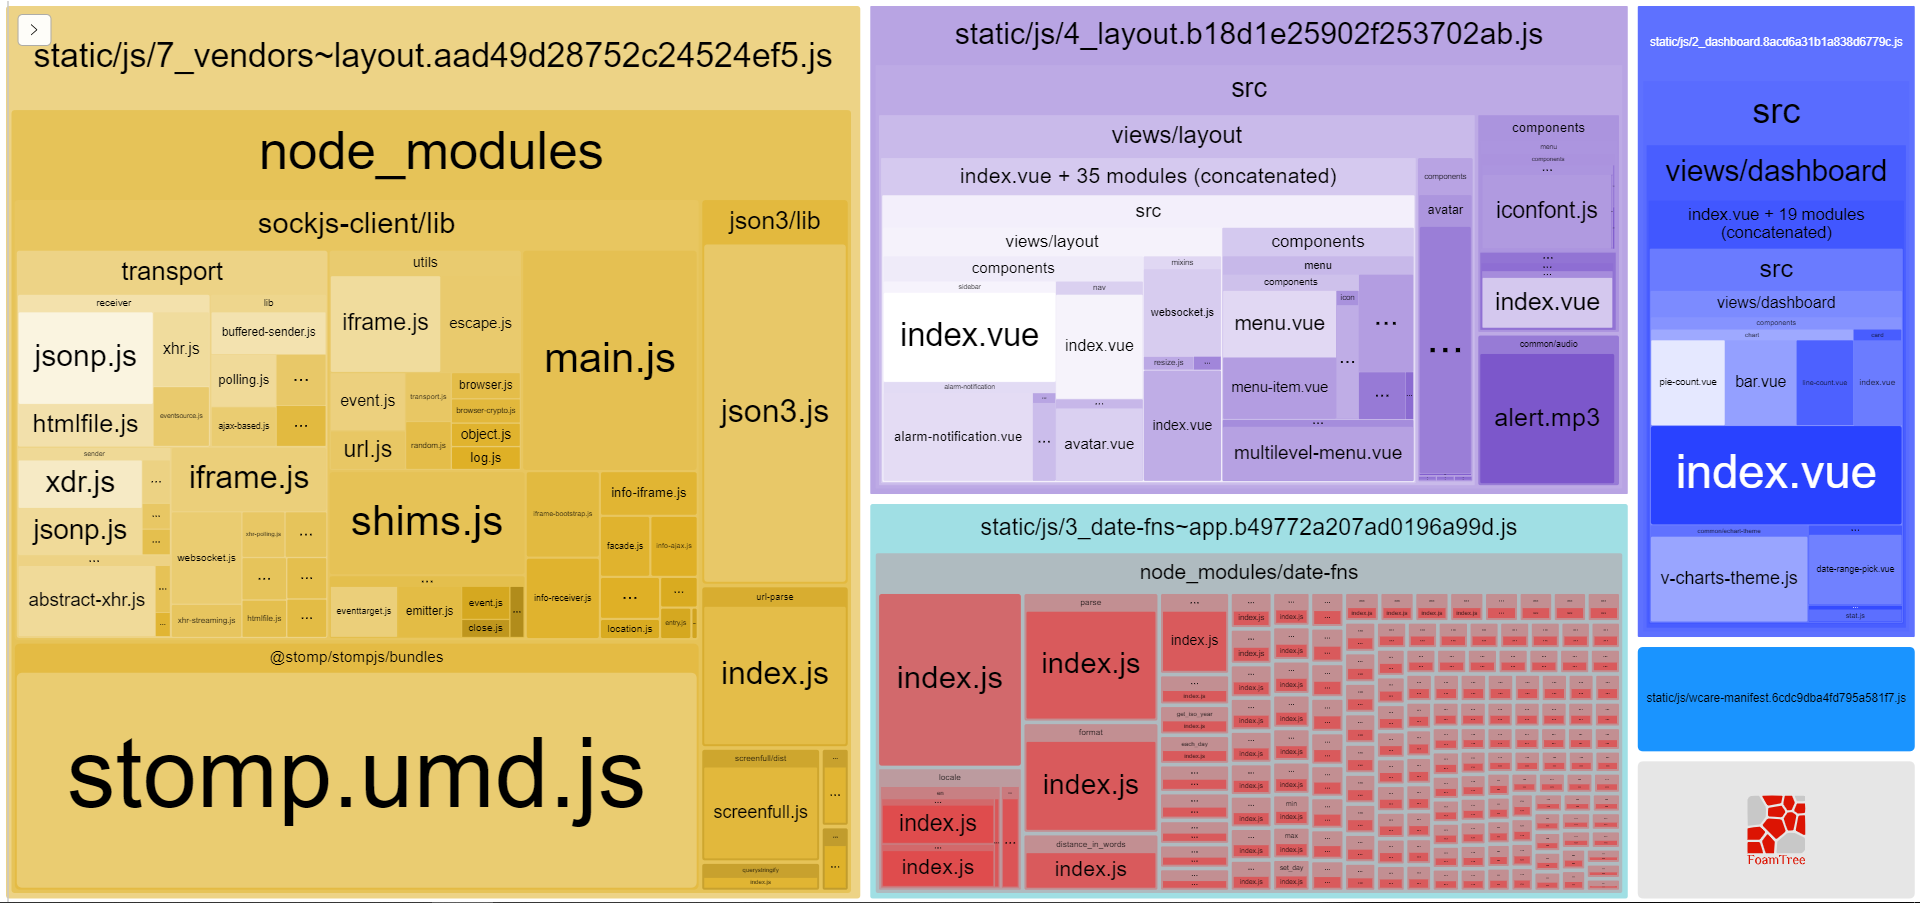 static/js/7_vendors~layout.aad49d28752c24524ef5.js
node_modules
sockjs-client/lib
transport
receiver
jsonp.js
htmlfile.js
xhr.js
eventsource.js
lib
buffered-sender.js
polling.js
...
ajax-based.js
...
sender
xdr.js
jsonp.js
...
...
...
...
abstract-xhr.js
...
...
iframe.js
websocket.js
xhr-streaming.js
xhr-polling.js
...
...
...
htmlfile.js
...
utils
iframe.js
escape.js
event.js
url.js
transport.js
random.js
browser.js
browser-crypto.js
object.js
log.js
main.js
shims.js
...
eventtarget.js
emitter.js
event.js
close.js
...
iframe-bootstrap.js
info-receiver.js
info-iframe.js
facade.js
info-ajax.js
...
...
location.js
entry.js
json3/lib
json3.js
url-parse
index.js
@stomp/stompjs/bundles
stomp.umd.js
screenfull/dist
screenfull.js
...
...
...
...
querystringify
index.js
static/js/4_layout.b18d1e25902f253702ab.js
src
views/layout
index.vue + 35 modules (concatenated)
src
views/layout
components
sidebar
index.vue
alarm-notification
alarm-notification.vue
...
...
nav
index.vue
...
avatar.vue
mixins
websocket.js
resize.js
...
index.vue
components
menu
components
menu.vue
menu-item.vue
icon
...
...
...
...
multilevel-menu.vue
components
avatar
...
components
menu
components
...
iconfont.js
...
...
...
index.vue
common/audio
alert.mp3
static/js/3_date-fns~app.b49772a207ad0196a99d.js
node_modules/date-fns
index.js
locale
en
...
index.js
...
index.js
...
...
parse
index.js
format
index.js
distance_in_words
index.js
...
index.js
...
index.js
get_iso_year
index.js
each_day
index.js
min
index.js
max
index.js
set_day
index.js
static/js/2_dashboard.8acd6a31b1a838d6779c.js
src
views/dashboard
index.vue + 19 modules
(concatenated)
src
views/dashboard
components
chart
pie-count.vue
bar.vue
line-count.vue
card
index.vue
index.vue
common/echart-theme
v-charts-theme.js
...
date-range-pick.vue
...
stat.js
static/js/wcare-manifest.6cdc9dba4fd795a581f7.js
FoamTree